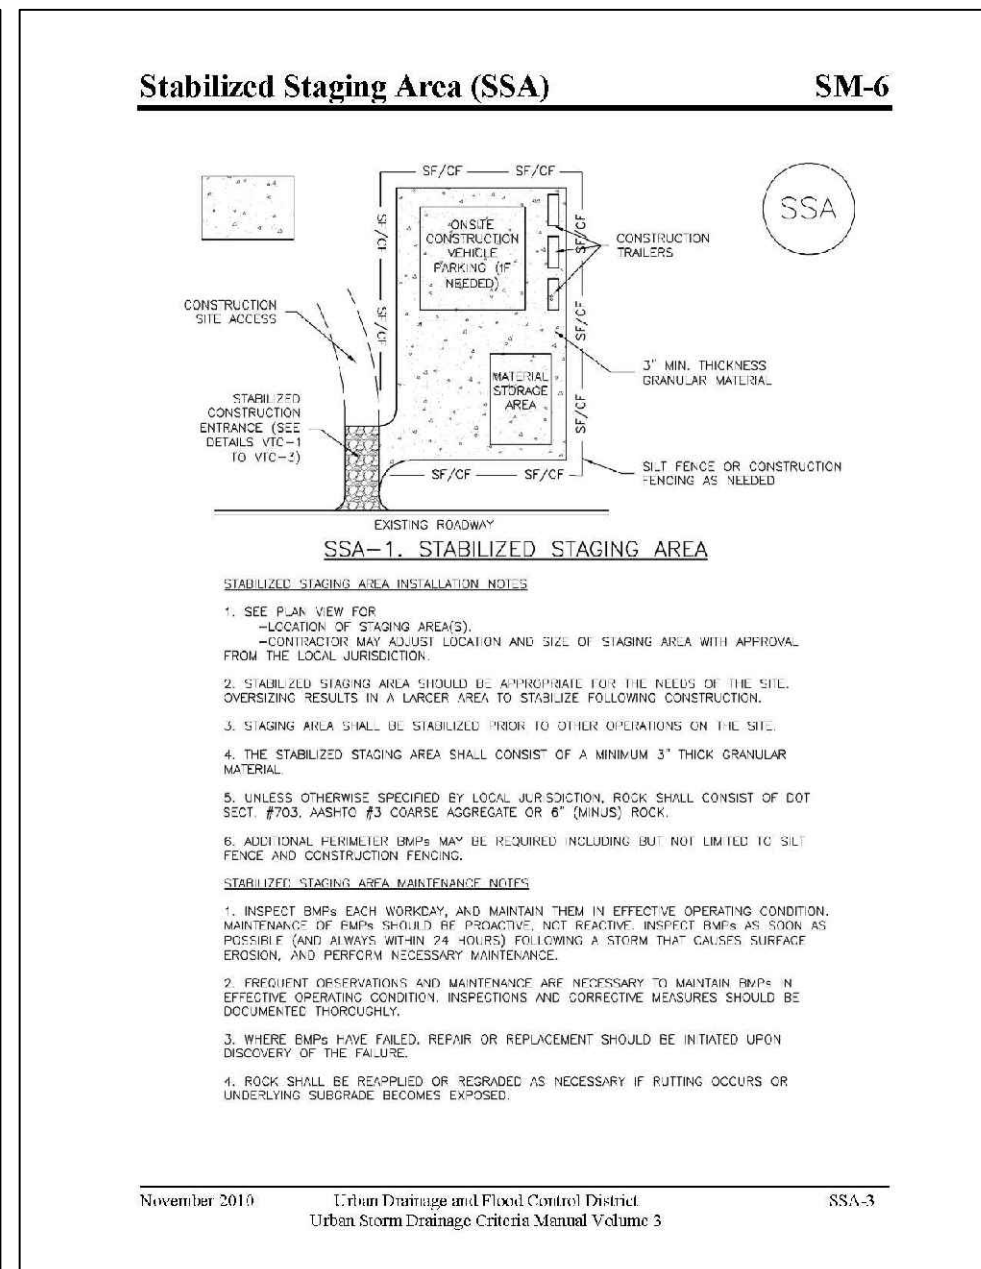 Stabilized Staging Area (SSA)
SM-6
SF/CF
SF/CF
SF/CF
SF/CF
SF/CF
SF/CF
SF/CF
SF/CF
SF/CF
ONSITE
CONSTRUCTION
VEHICLE
PARKING (IF
NEEDED)
CONSTRUCTION
TRAILERS
SSA
CONSTRUCTION
SITE ACCESS
3" MIN. THICKNESS
GRANULAR MATERIAL
MATERIAL
STORAGE
AREA
STABILIZED
CONSTRUCTION
ENTRANCE (SEE
DETAILS VTC-1
TO VTC-3)
SILT FENCE OR CONSTRUCTION
FENCING AS NEEDED
EXISTING ROADWAY
SSA-1. STABILIZED STAGING AREA
STABILIZED STAGING AREA INSTALLATION NOTES
1. SEE PLAN VIEW FOR
-LOCATION OF STAGING AREA(S).
-CONTRACTOR MAY ADJUST LOCATION AND SIZE OF STAGING AREA WITH APPROVAL
FROM THE LOCAL JURISDICTION.
2. STABILIZED STAGING AREA SHOULD BE APPROPRIATE FOR THE NEEDS OF THE SITE.
OVERSIZING RESULTS IN A LARGER AREA TO STABILIZE FOLLOWING CONSTRUCTION.
3. STAGING AREA SHALL BE STABILIZED PRIOR TO OTHER OPERATIONS ON THE SITE.
4. THE STABILIZED STAGING AREA SHALL CONSIST OF A MINIMUM 3" THICK GRANULAR
MATERIAL.
5. UNLESS OTHERWISE SPECIFIED BY LOCAL JURISDICTION, ROCK SHALL CONSIST OF DOT
SECT. #703, AASHTO #3 COARSE AGGREGATE OR 6" (MINUS) ROCK.
6. ADDITIONAL PERIMETER BMPs MAY BE REQUIRED INCLUDING BUT NOT LIMITED TO SILT
FENCE AND CONSTRUCTION FENCING.
STABILIZED STAGING AREA MAINTENANCE NOTES
1. INSPECT BMPs EACH WORKDAY, AND MAINTAIN THEM IN EFFECTIVE OPERATING CONDITION.
MAINTENANCE OF BMPs SHOULD BE PROACTIVE, NOT REACTIVE. INSPECT BMPs AS SOON AS
POSSIBLE (AND ALWAYS WITHIN 24 HOURS) FOLLOWING A STORM THAT CAUSES SURFACE
EROSION, AND PERFORM NECESSARY MAINTENANCE.
2. FREQUENT OBSERVATIONS AND MAINTENANCE ARE NECESSARY TO MAINTAIN BMPs IN
EFFECTIVE OPERATING CONDITION. INSPECTIONS AND CORRECTIVE MEASURES SHOULD BE
DOCUMENTED THOROUGHLY.
3. WHERE BMPs HAVE FAILED, REPAIR OR REPLACEMENT SHOULD BE INITIATED UPON
DISCOVERY OF THE FAILURE.
4. ROCK SHALL BE REAPPLIED OR REGRADED AS NECESSARY IF RUTTING OCCURS OR
UNDERLYING SUBGRADE BECOMES EXPOSED.
November 2010
Urban Drainage and Flood Control District
SSA-3
Urban Storm Drainage Criteria Manual Volume 3